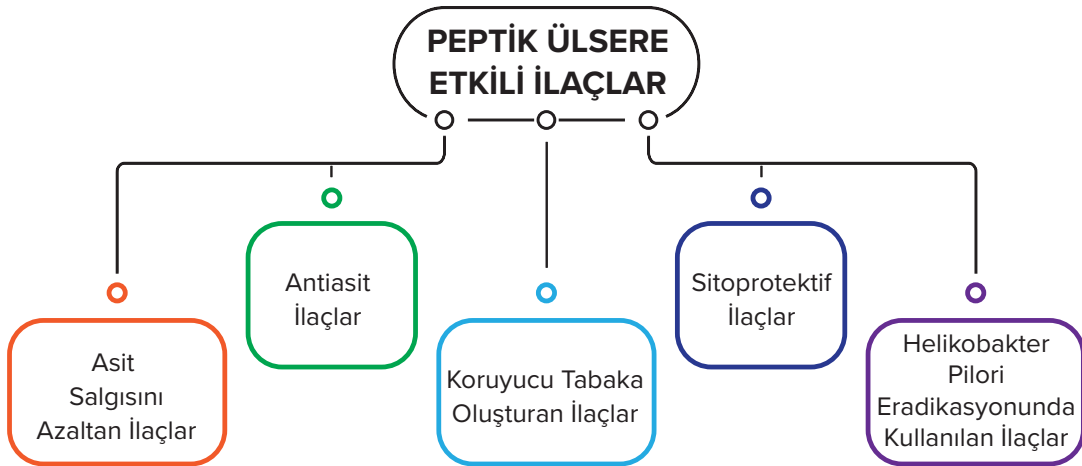 PEPTİK ÜLSERE
ETKİLİ İLAÇLAR
Asit
Salgısını
Azaltan İlaçlar
Antiasit
İlaçlar
Koruyucu Tabaka
Oluşturan İlaçlar
Sitoprotektif
İlaçlar
Helikobakter
Pilori
Eradikasyonunda
Kullanılan İlaçlar